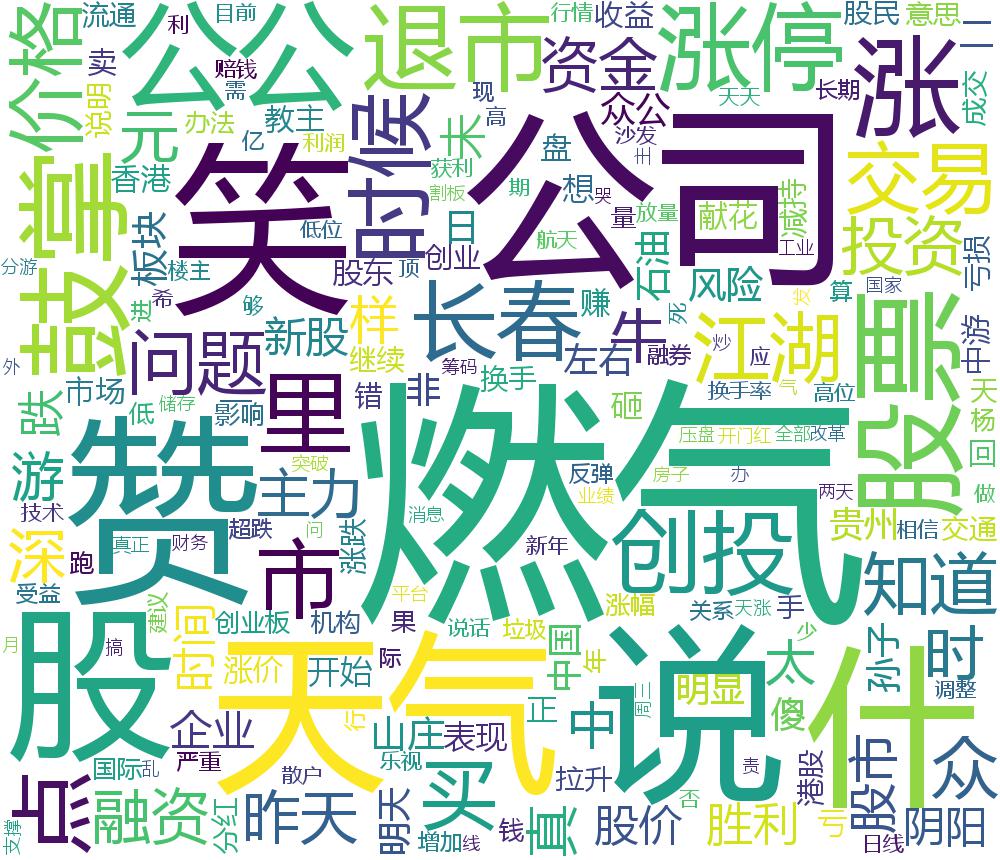 流通
利
目前
公公
退市
行情
收益
涨停
股民
意思
一
价格
卖
赔钱
需
资金
现
高
众公
天天
长期
涨
成交
说明
元
办法
教主
时候
未
沙发
亿
利润
笑
公司
盘
主
交易
鼓掌
香港
获利
割板
期
想
哭
量
献花
减持
投资
板块
低位
日
放量
航天
工业
分游
楼主
股东
顶
创业
石油
风险
算
国家
亏损
进
希
够
长春
赚
死
发
股票
外
问题
新股
样
牛
江湖
中游
市场
继续
左右
融券
炒
应
跌
低
储存
影响
里
错
非
筹码
换手
砸
换手率
气
高位
天
杨
赞
燃气
压盘
开门红
全部
改革
回
游
突破
主力
反弹
房子
办
业绩
两天
做
技术
超跌
消息
创投
贵州
相信
交通
深
真正
财务
问
跑
市
涨跌
新年
知道
受益
平台
涨幅
关系
天涨
手
建议
创业板
机构
果
说话
垃圾
少
月
股
搞
时间
天气
际
中国
说
太
什
孙子
时
涨价
开始
年
明显
调整
行
周三
企业
山庄
表现
正
中
傻
国际
乱
严重
乐视
拉升
责
港股
股市
众
点
散户
买
融资
分红
昨天
明天
钱
真
股价
否
胜利
亏
阴阳
支撑
增加
线
日线